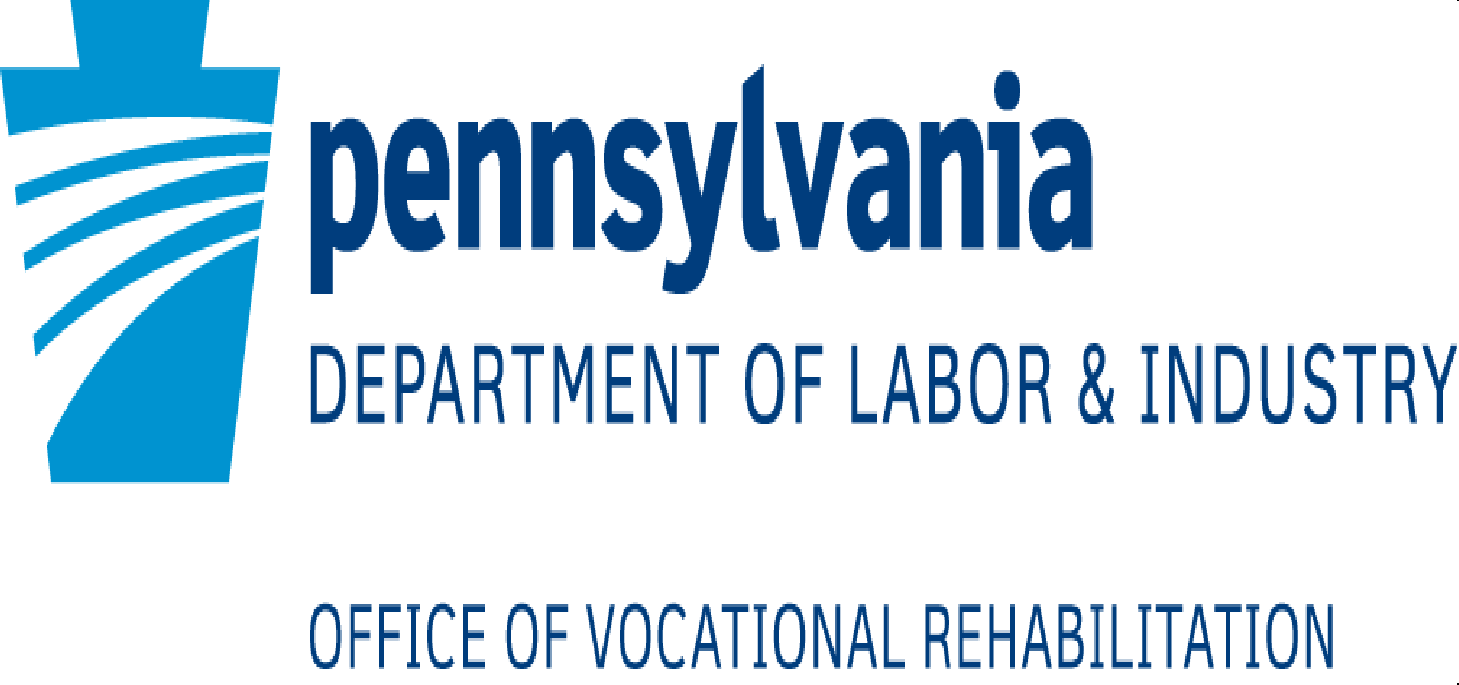 pennsylvania
DEPARTMENT OF LABOR & INDUSTRY
OFFICE OF VOCATIONAL REHABILITATION